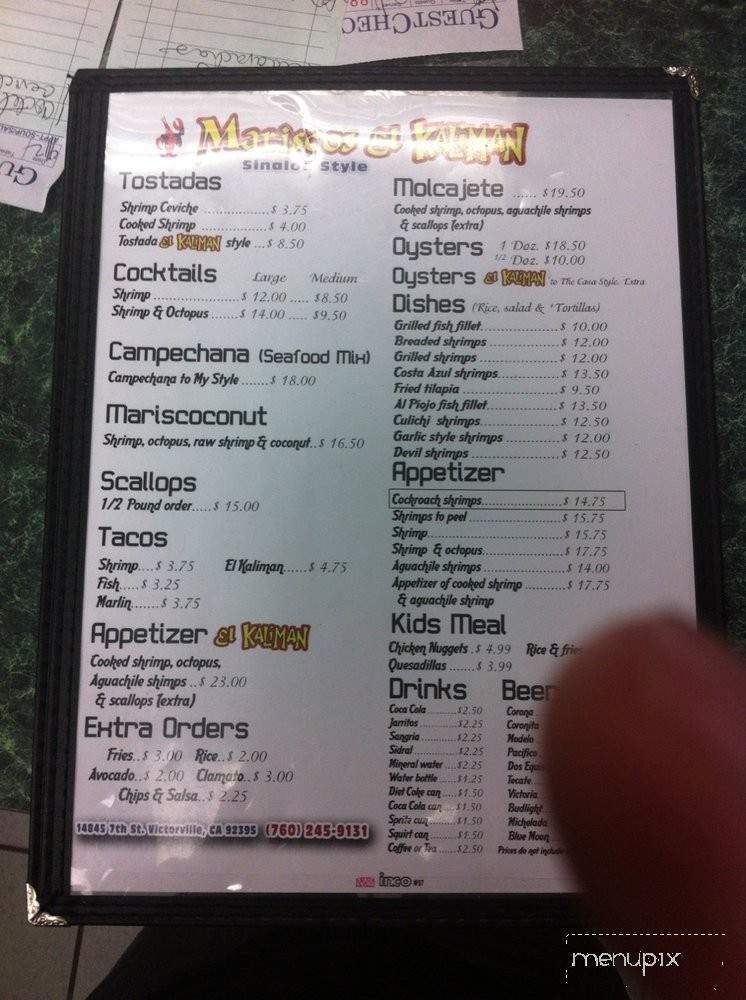 GUESTCHEC
Mariscos El KALIMAN
Sinaloa Style
Tostadas
Shrimp Ceviche ................$ 3.75
Cooked Shrimp .................$ 4.00
Tostada El KALIMAN style ...$ 8.50
Cocktails Large Medium
Shrimp ....................$ 12.00 ..... $8.50
Shrimp & Octopus .......$ 14.00 ..... $9.50
Campechana (Seafood Mix)
Campechana to My Style .......$ 18.00
Mariscoconut
Shrimp, octopus, raw shrimp & coconut..$ 16.50
Scallops
1/2 Pound order.....$ 15.00
Tacos
Shrimp....$ 3.75 El Kaliman......$ 4.75
Fish.....$ 3.25
Marlin.......$ 3.75
Appetizer El KALIMAN
Cooked shrimp, octopus,
Aguachile shimps ..$ 23.00
& scallops (extra)
Extra Orders
Fries..$ 3.00 Rice..$ 2.00
Avocado..$ 2.00 Clamato..$ 3.00
Chips & Salsa..$ 2.25
14845 7th St. Victorville, CA 92395 (760) 245-9131
Molcajete ...... $19.50
Cooked shrimp, octopus, aguachile shrimps
& scallops (extra)
Oysters 1 Doz. $18.50
1/2 Doz. $10.00
Oysters El KALIMAN to The Casa Style. Extra
Dishes (*Rice, salad & *Tortillas)
Grilled fish fillet....................$ 10.00
Breaded shrimps ....................$ 12.00
Grilled shrimps ......................$ 12.00
Costa Azul shrimps................$ 13.50
Fried tilapia ...........................$ 9.50
Al Piojo fish fillet..................$ 13.50
Culichi shrimps.....................$ 12.50
Garlic style shrimps ..............$ 12.00
Devil shrimps ........................$ 12.50
Appetizer
Cockroach shrimps....................$ 14.75
Shrimps to peel ........................$ 15.75
Shrimp.....................................$ 15.75
Shrimp & octopus.....................$ 17.75
Aguachile shrimps ....................$ 14.00
Appetizer of cooked shrimp ..........$ 17.75
& aguachile shrimp
Kids Meal
Chicken Nuggets .$ 4.99 Rice & fries
Quesadillas .......$ 3.99
Drinks
Coca Cola ...........$2.50
Jarritos ..............$2.25
Sangria ..............$2.25
Sidral ................$2.25
Mineral water ....$2.25
Water bottle .......$1.25
Diet Coke can.....$1.50
Coca Cola can....$1.50
Sprite can..........$1.50
Squirt can..........$1.50
Coffee or Tea .....$2.50
Beer
Corona
Coronita
Modelo
Pacifico
Dos Equis
Tecate
Victoria
Budlight
Michelada
Blue Moon
Prices do not include
inco
menupix